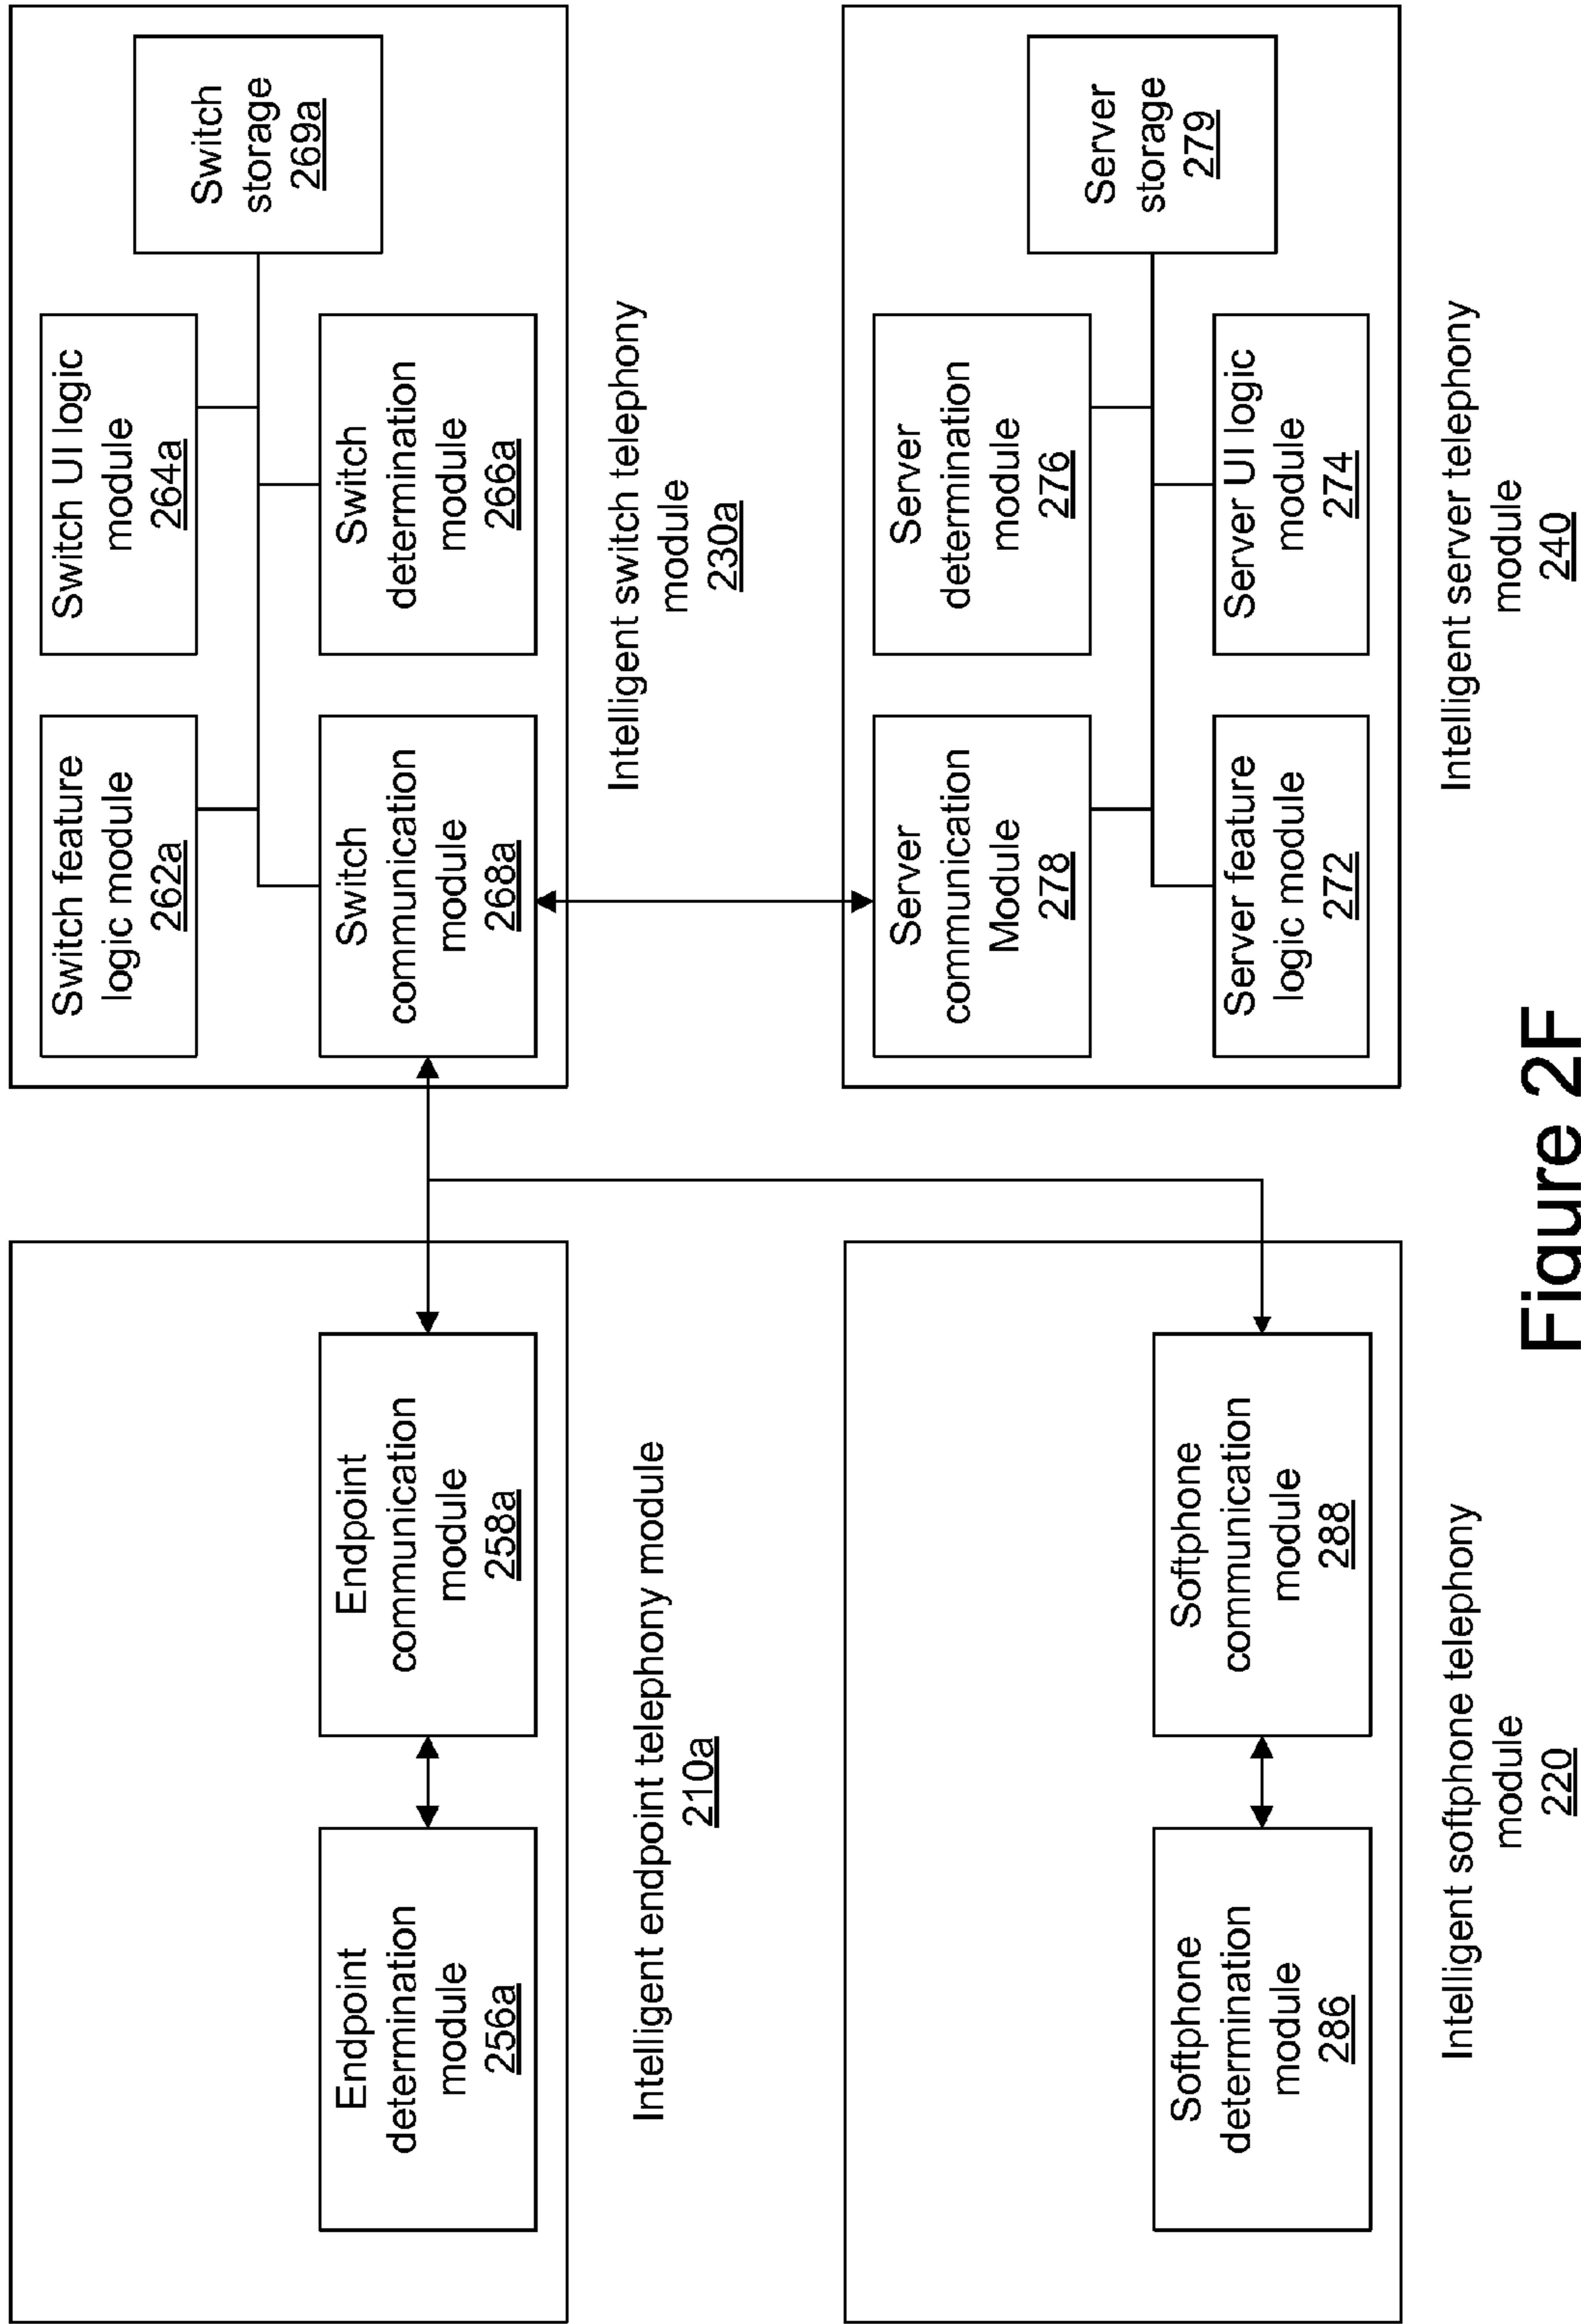 Endpoint
determination
module
256a
Endpoint
communication
module
258a
Intelligent endpoint telephony module
210a
Switch feature
logic module
262a
Switch UI logic
module
264a
Switch
communication
module
268a
Switch
determination
module
266a
Switch
storage
269a
Intelligent switch telephony
module
230a
Softphone
determination
module
286
Softphone
communication
module
288
Intelligent softphone telephony
module
220
Server
communication
Module
278
Server
determination
module
276
Server feature
logic module
272
Server UI logic
module
274
Server
storage
279
Intelligent server telephony
module
240
Figure 2F